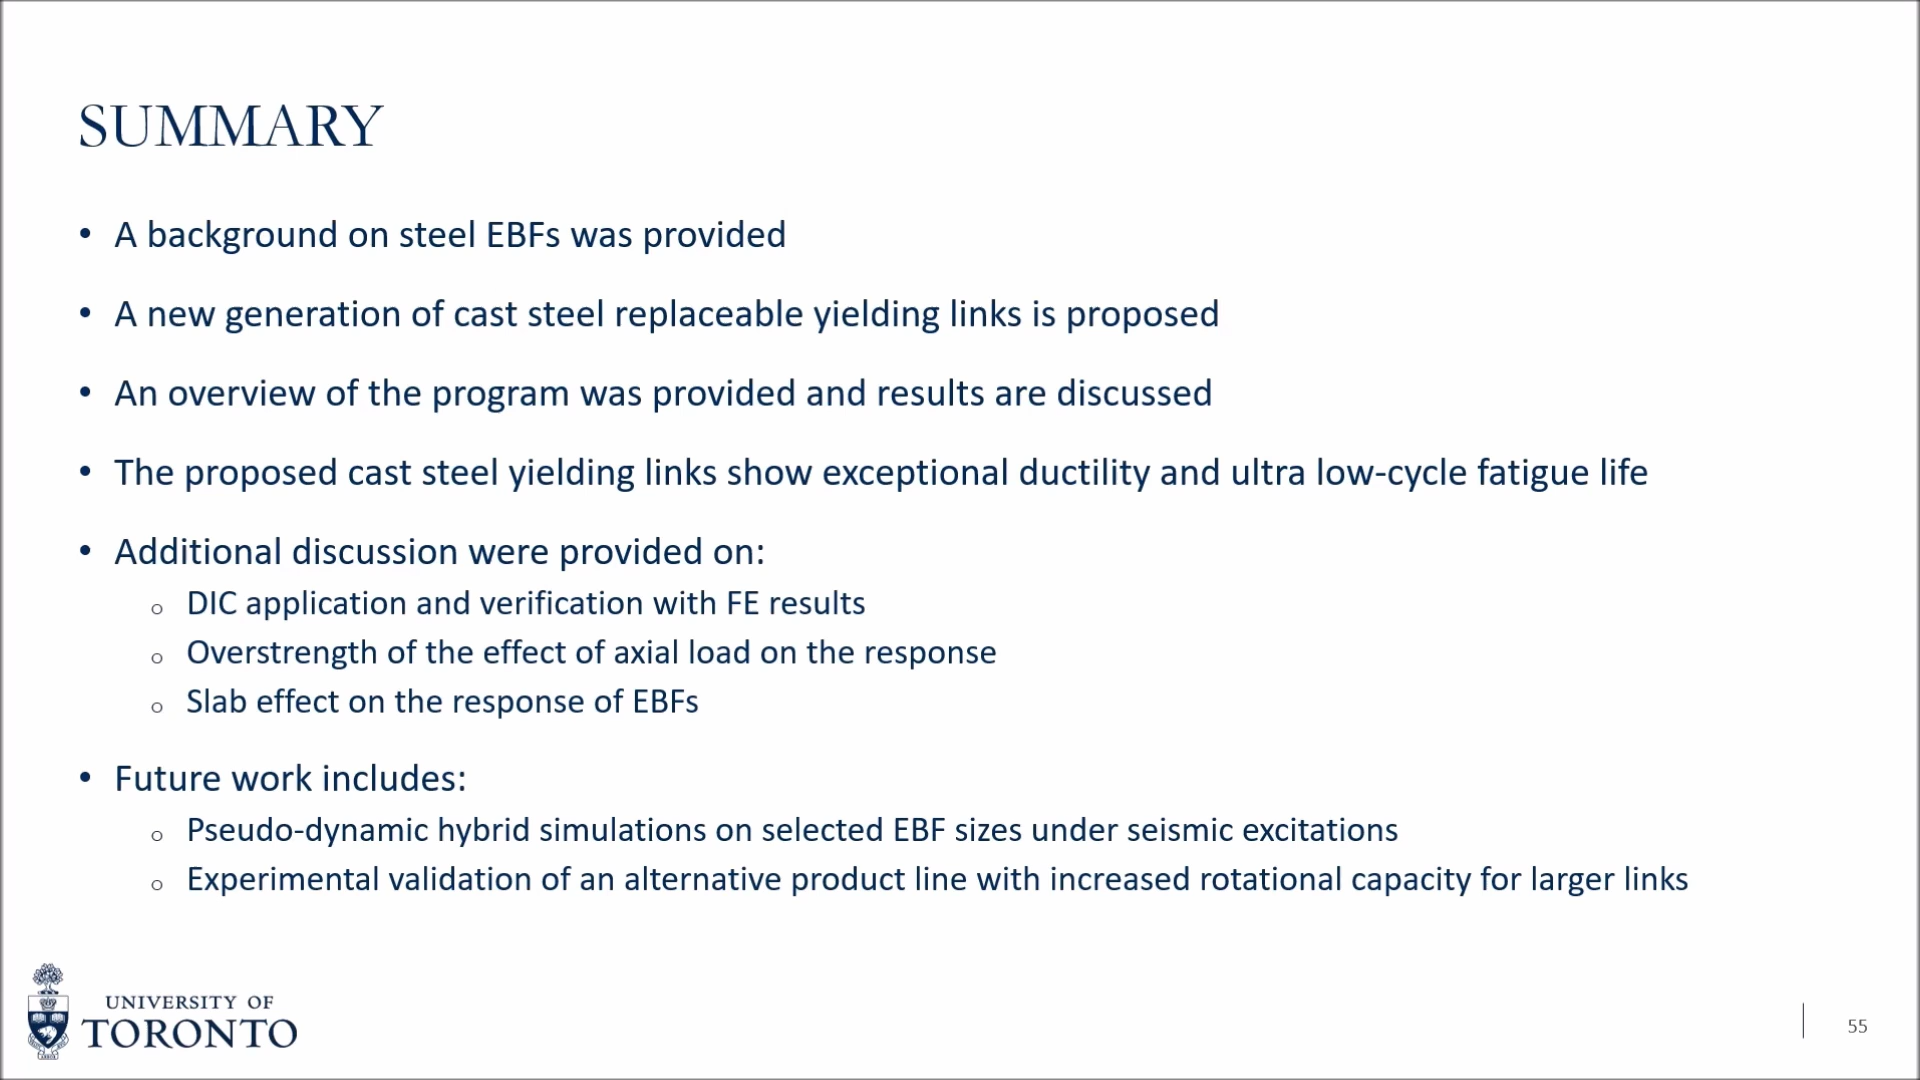 SUMMARY
• A background on steel EBFs was provided
• A new generation of cast steel replaceable yielding links is proposed
• An overview of the program was provided and results are discussed
• The proposed cast steel yielding links show exceptional ductility and ultra low-cycle fatigue life
• Additional discussion were provided on:
o DIC application and verification with FE results
o Overstrength of the effect of axial load on the response
o Slab effect on the response of EBFs
• Future work includes:
o Pseudo-dynamic hybrid simulations on selected EBF sizes under seismic excitations
o Experimental validation of an alternative product line with increased rotational capacity for larger links
UNIVERSITY OF
TORONTO
55